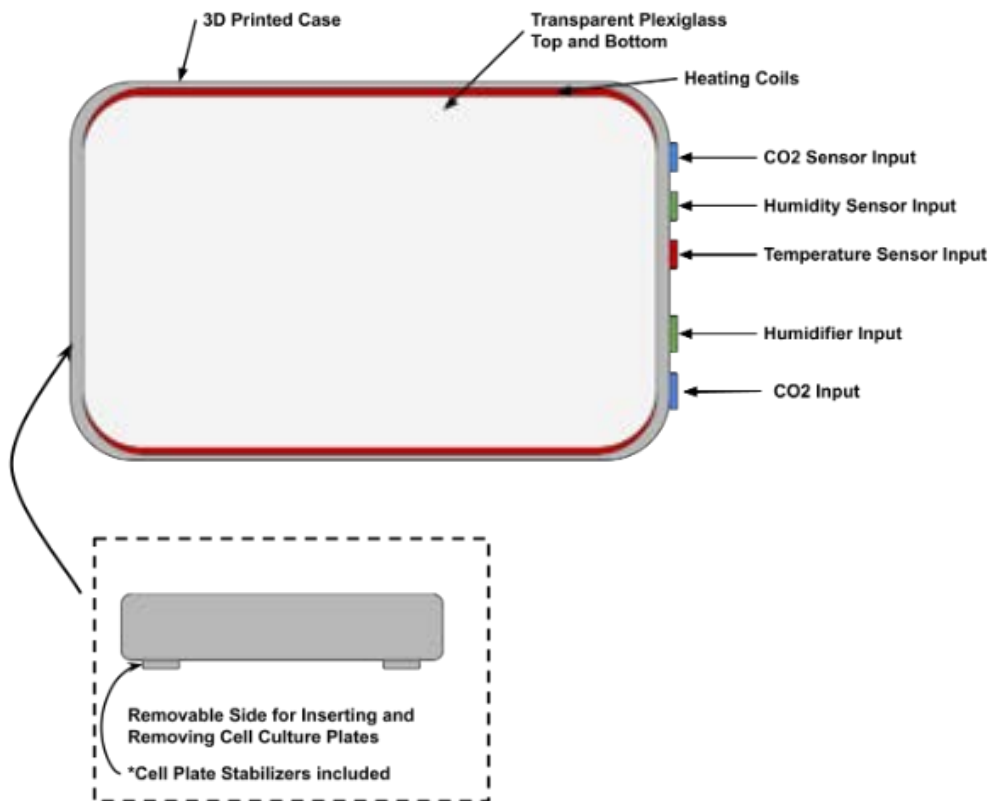 3D Printed Case
Transparent Plexiglass
Top and Bottom
Heating Coils
CO2 Sensor Input
Humidity Sensor Input
Temperature Sensor Input
Humidifier Input
CO2 Input
Removable Side for Inserting and
Removing Cell Culture Plates
*Cell Plate Stabilizers included